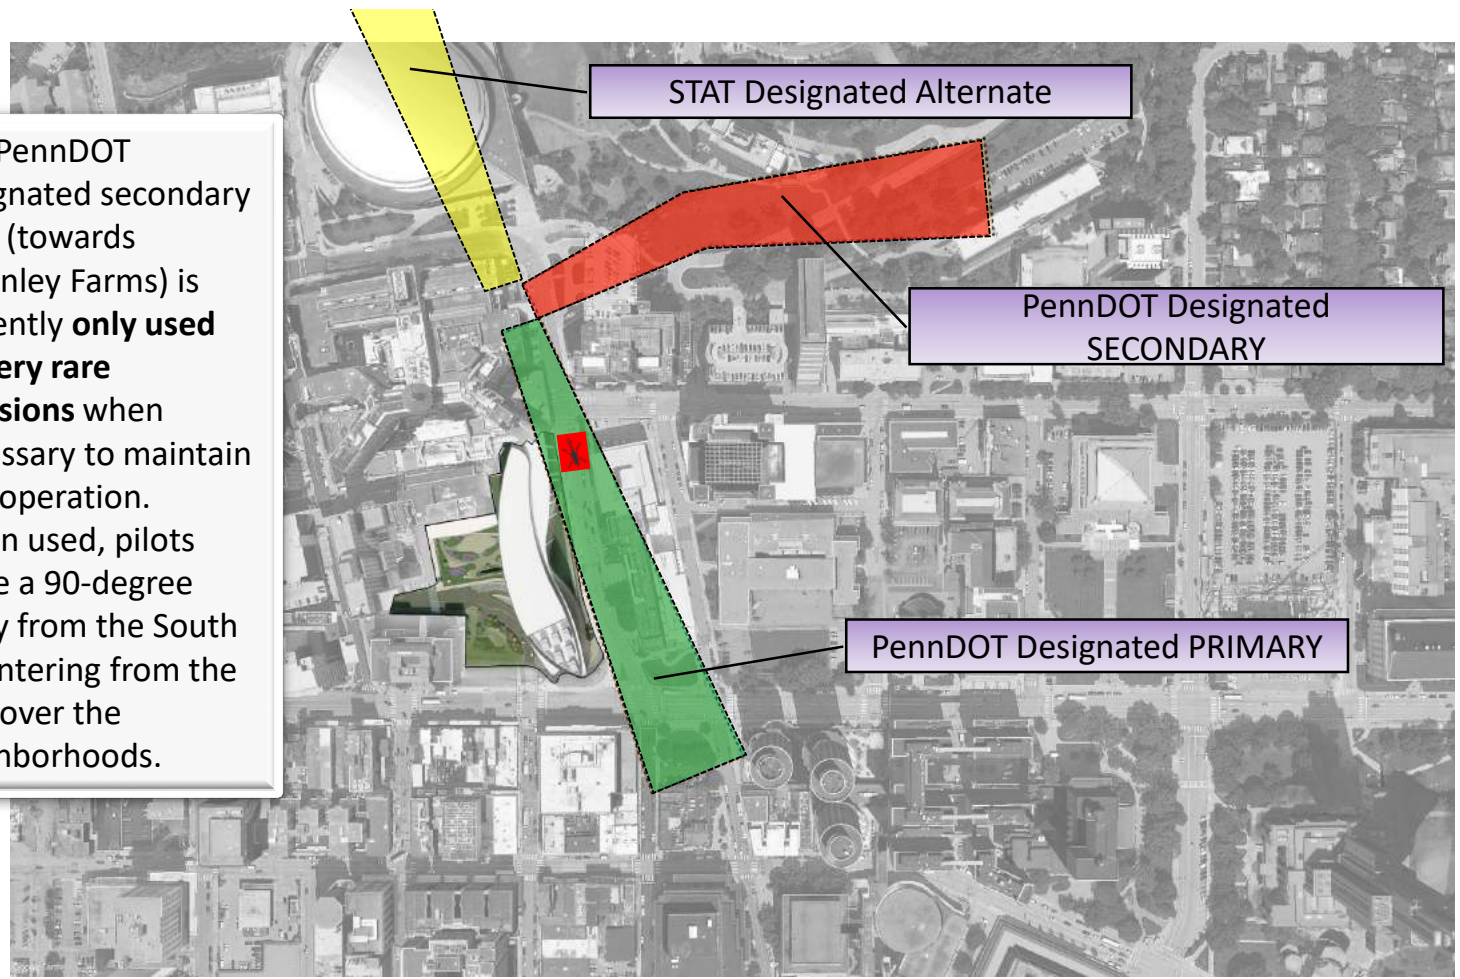 STAT Designated Alternate
PennDOT
gnated secondary
(towards
nley Farms) is
ently only used
ery rare
sions when
ssary to maintain
operation.
n used, pilots
e a 90-degree
y from the South
ntering from the
over the
hborhoods.
PennDOT Designated
SECONDARY
PennDOT Designated PRIMARY